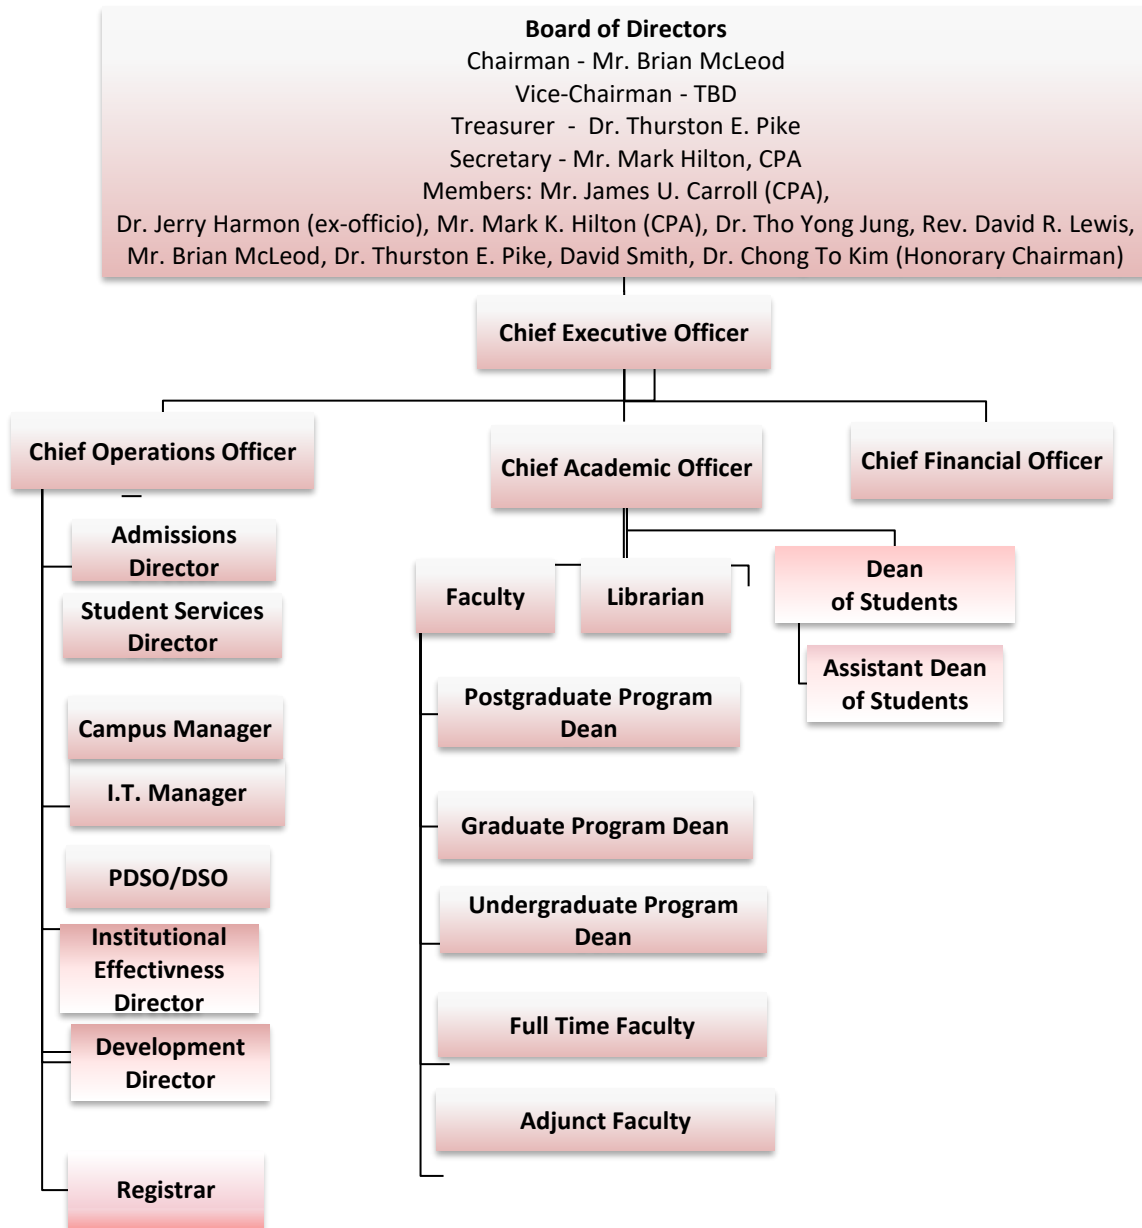 Board of Directors
Chairman - Mr. Brian McLeod
Vice-Chairman - TBD
Treasurer - Dr. Thurston E. Pike
Secretary - Mr. Mark Hilton, CPA
Members: Mr. James U. Carroll (CPA),
Dr. Jerry Harmon (ex-officio), Mr. Mark K. Hilton (CPA), Dr. Tho Yong Jung, Rev. David R. Lewis,
Mr. Brian McLeod, Dr. Thurston E. Pike, David Smith, Dr. Chong To Kim (Honorary Chairman)
Chief Executive Officer
Chief Operations Officer
Chief Academic Officer
Chief Financial Officer
Admissions
Director
Student Services
Director
Campus Manager
I.T. Manager
PDSO/DSO
Institutional
Effectivness
Director
Development
Director
Registrar
Faculty
Librarian
Dean
of Students
Assistant Dean
of Students
Postgraduate Program
Dean
Graduate Program Dean
Undergraduate Program
Dean
Full Time Faculty
Adjunct Faculty